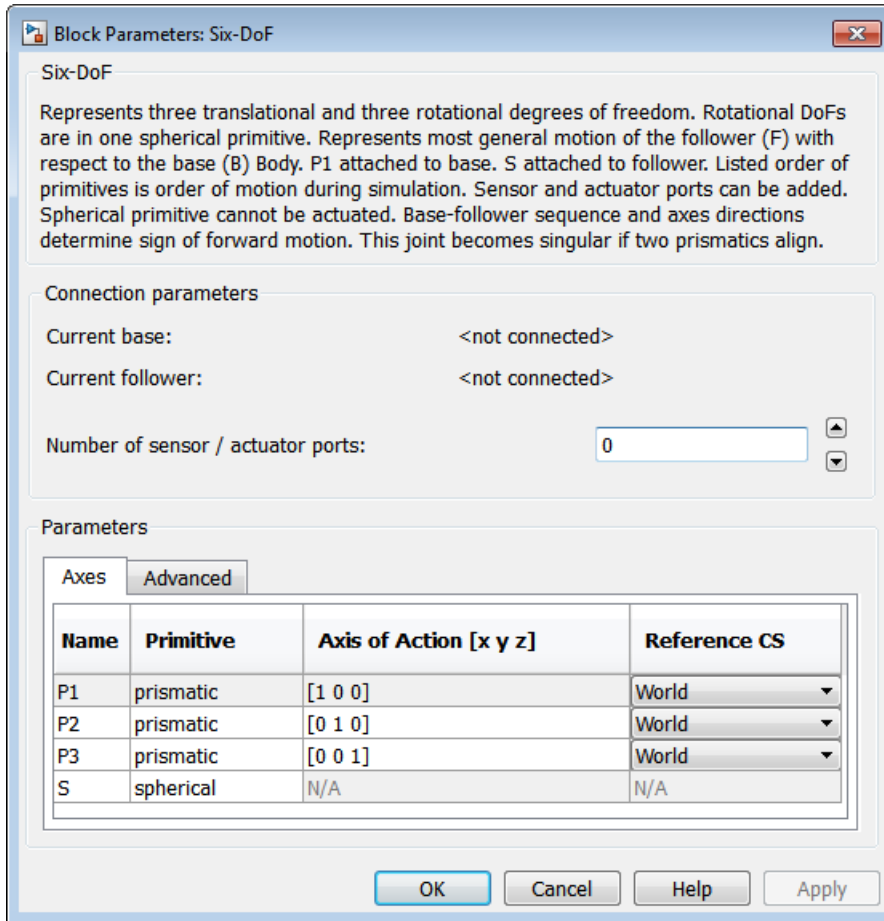 Block Parameters: Six-DoF
Six-DoF
Represents three translational and three rotational degrees of freedom. Rotational DoFs
are in one spherical primitive. Represents most general motion of the follower (F) with
respect to the base (B) Body. P1 attached to base. S attached to follower. Listed order of
primitives is order of motion during simulation. Sensor and actuator ports can be added.
Spherical primitive cannot be actuated. Base-follower sequence and axes directions
determine sign of forward motion. This joint becomes singular if two prismatics align.
Connection parameters
Current base: <not connected>
Current follower: <not connected>
Number of sensor / actuator ports: 0
Parameters
Axes Advanced
Name Primitive Axis of Action [x y z] Reference CS
P1 prismatic [1 0 0] World
P2 prismatic [0 1 0] World
P3 prismatic [0 0 1] World
S spherical N/A N/A
OK Cancel Help Apply